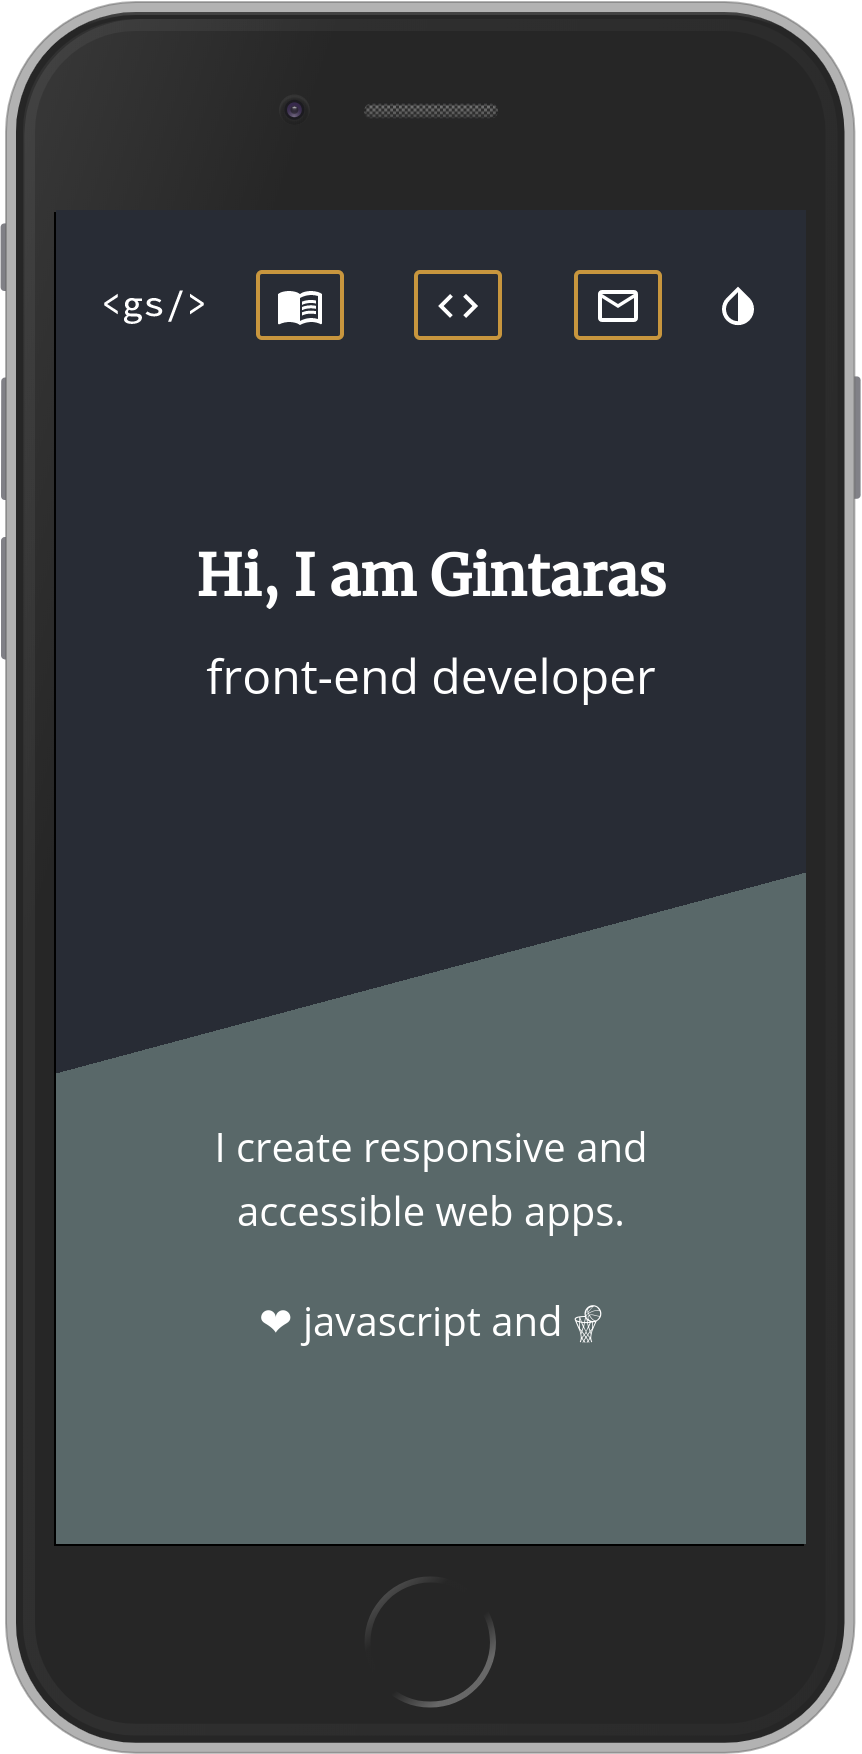 <gs/>
Hi, I am Gintaras
front-end developer
I create responsive and
accessible web apps.
❤ javascript and